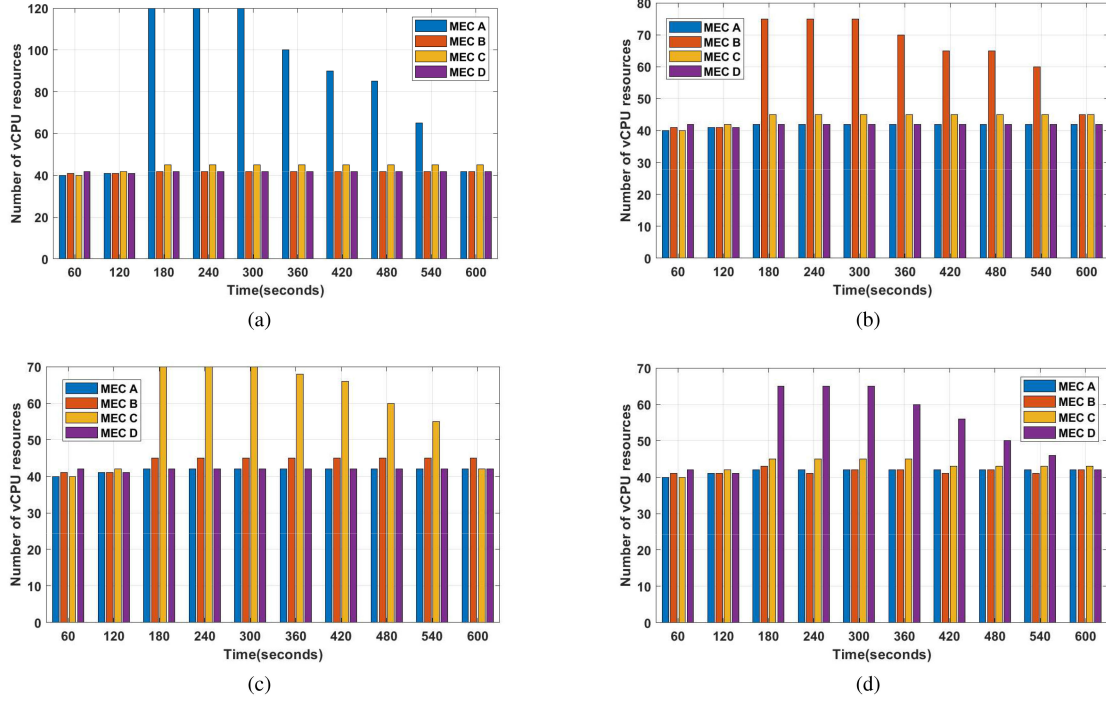 120
100
80
60
40
20
0
Number of vCPU resources
MEC A
MEC B
MEC C
MEC D
60 120 180 240 300 360 420 480 540 600
Time(seconds)
(a)
80
70
60
50
40
30
20
10
0
Number of vCPU resources
MEC A
MEC B
MEC C
MEC D
60 120 180 240 300 360 420 480 540 600
Time(seconds)
(b)
70
60
50
40
30
20
10
0
Number of vCPU resources
MEC A
MEC B
MEC C
MEC D
60 120 180 240 300 360 420 480 540 600
Time(seconds)
(c)
70
60
50
40
30
20
10
0
Number of vCPU resources
MEC A
MEC B
MEC C
MEC D
60 120 180 240 300 360 420 480 540 600
Time(seconds)
(d)